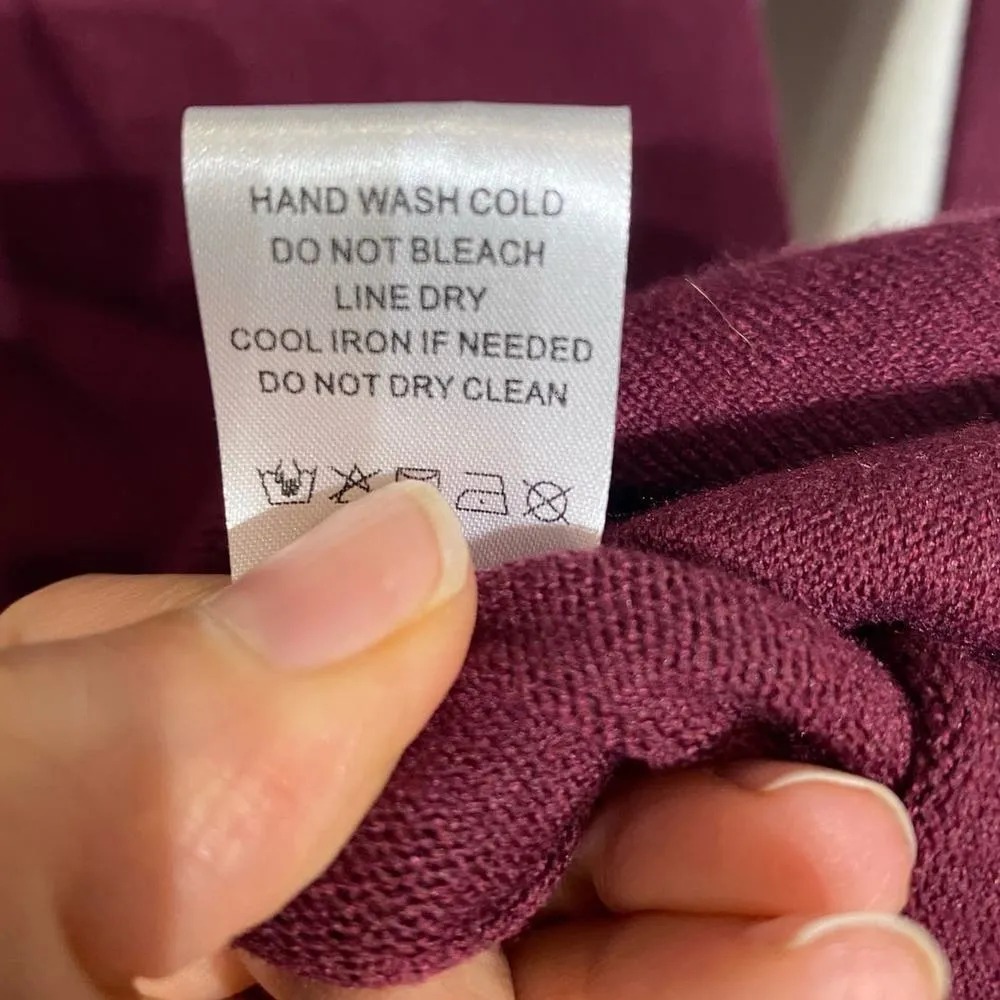 HAND WASH COLD
DO NOT BLEACH
LINE DRY
COOL IRON IF NEEDED
DO NOT DRY CLEAN